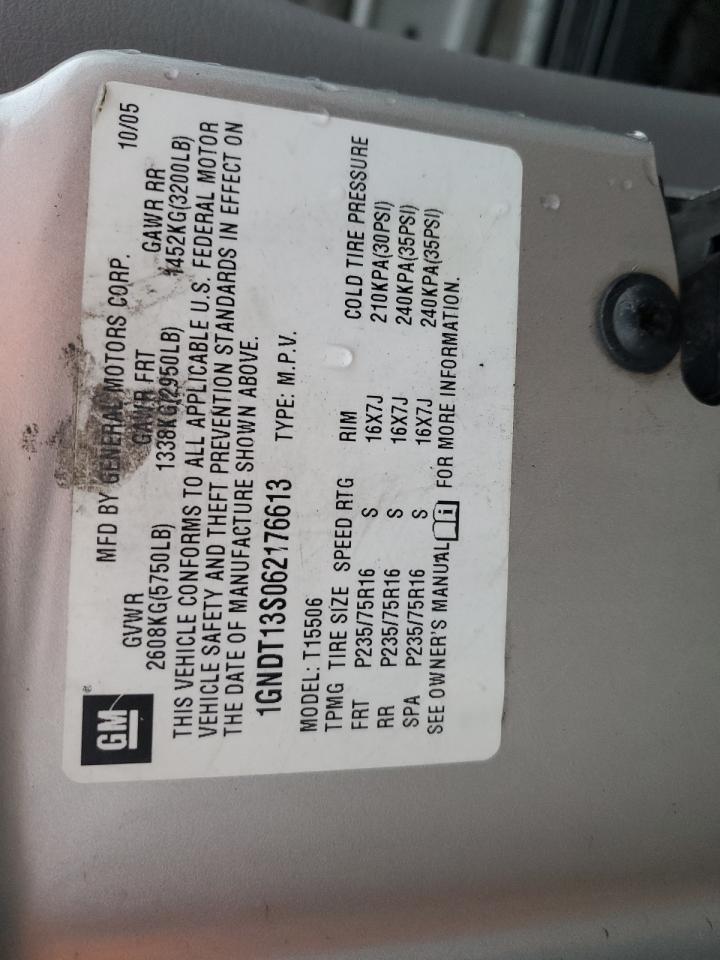 GM ®
MFD BY GENERAL MOTORS CORP. 10/05
GVWR GAWR FRT GAWR RR
2608KG(5750LB) 1338KG(2950LB) 1452KG(3200LB)
THIS VEHICLE CONFORMS TO ALL APPLICABLE U.S. FEDERAL MOTOR
VEHICLE SAFETY AND THEFT PREVENTION STANDARDS IN EFFECT ON
THE DATE OF MANUFACTURE SHOWN ABOVE.
1GNDT13S062176613 TYPE: M.P.V.
MODEL: T15506
TPMG TIRE SIZE SPEED RTG RIM COLD TIRE PRESSURE
FRT P235/75R16 S 16X7J 210KPA(30PSI)
RR P235/75R16 S 16X7J 240KPA(35PSI)
SPA P235/75R16 S 16X7J 240KPA(35PSI)
SEE OWNER'S MANUAL i FOR MORE INFORMATION.